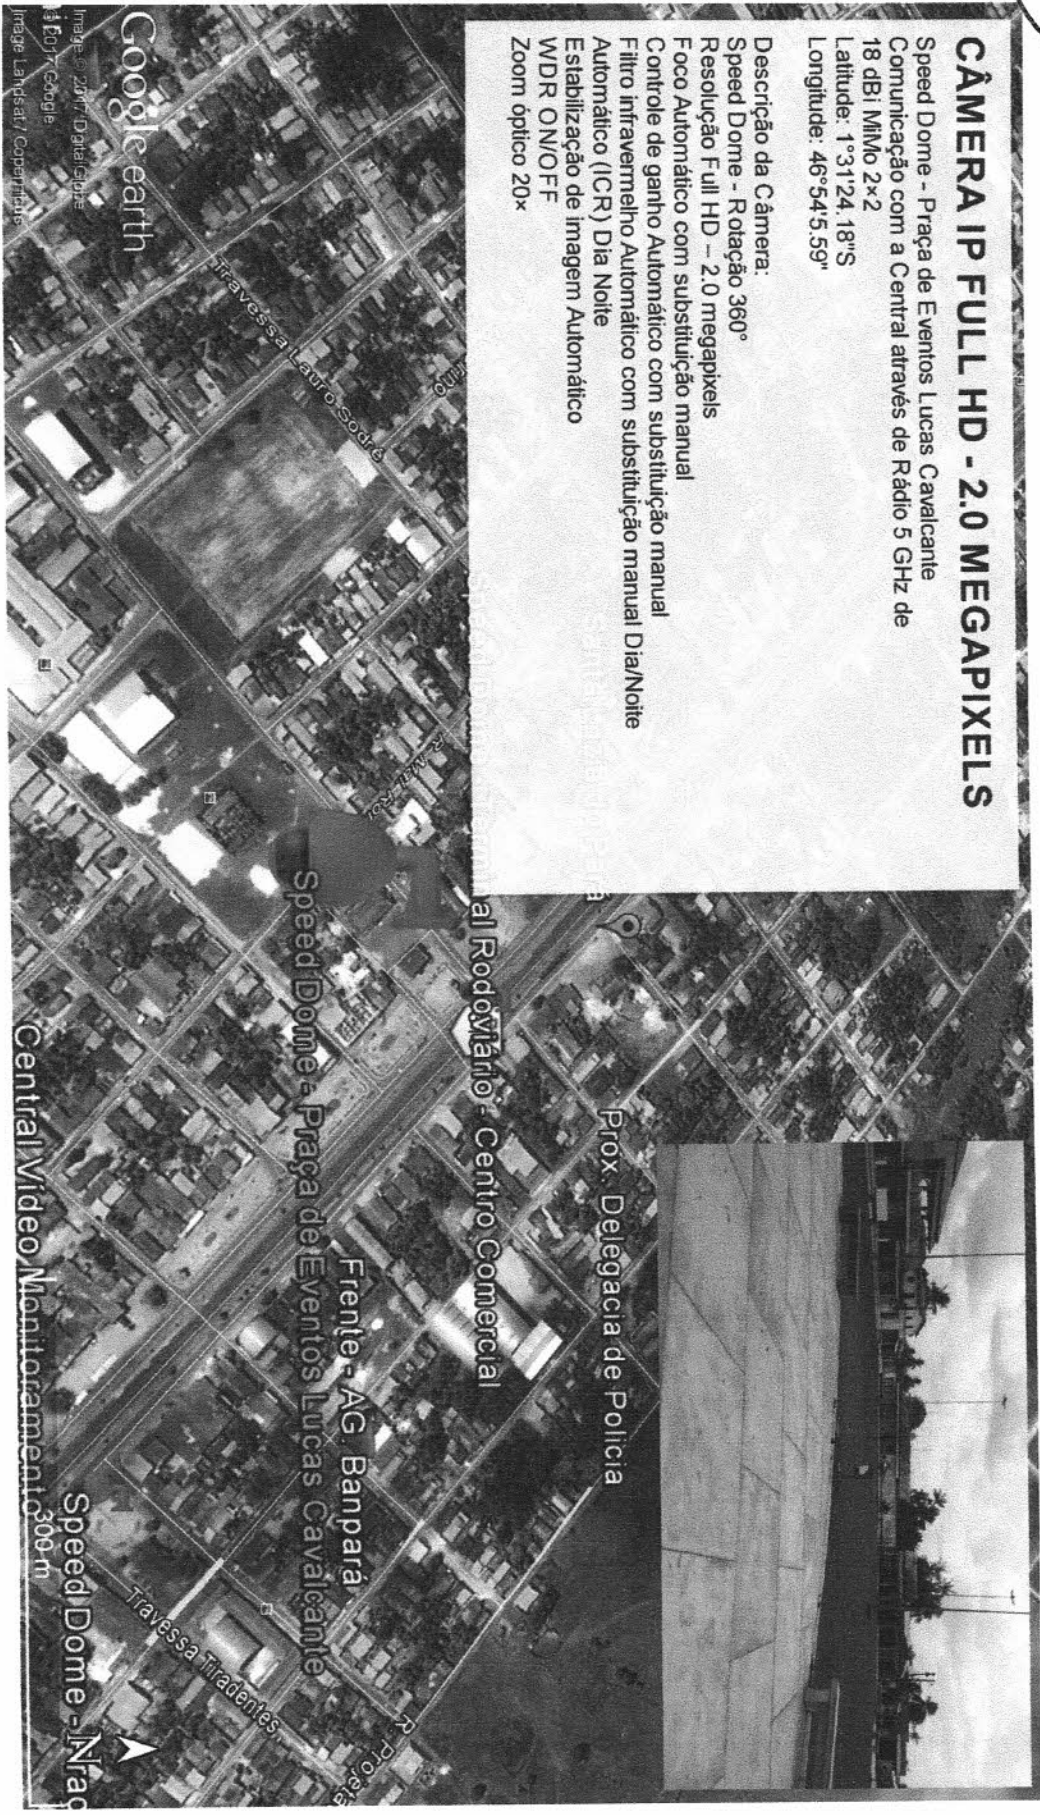 CÂMERA IP FULL HD - 2.0 MEGAPIXELS
Speed Dome - Praça de Eventos Lucas Cavalcante
Comunicação com a Central através de Rádio 5 GHz de
18 dBi MiMo 2×2
Latitude: 1°31'24.18"S
Longitude: 46°54'5.59"
Descrição da Câmera:
Speed Dome - Rotação 360°
Resolução Full HD – 2.0 megapixels
Foco Automático com substituição manual
Controle de ganho Automático com substituição manual
Filtro infravermelho Automático com substituição manual Dia/Noite
Automático (ICR) Dia Noite
Estabilização de imagem Automático
WDR ON/OFF
Zoom óptico 20×
Prox. Delegacia de Policia
al Rodoviário - Centro Comercial
Frente - AG. Banpará
Speed Dome - Praça de Eventos Lucas Cavalcante
Travessa Lauro Sodré
Travessa Tiradentes
Speed Dome -
Central Vídeo Monitoramento
300 m
Google earth
Image © 2017 DigitalGlobe
© 2017 Google
Image Landsat / Copernicus